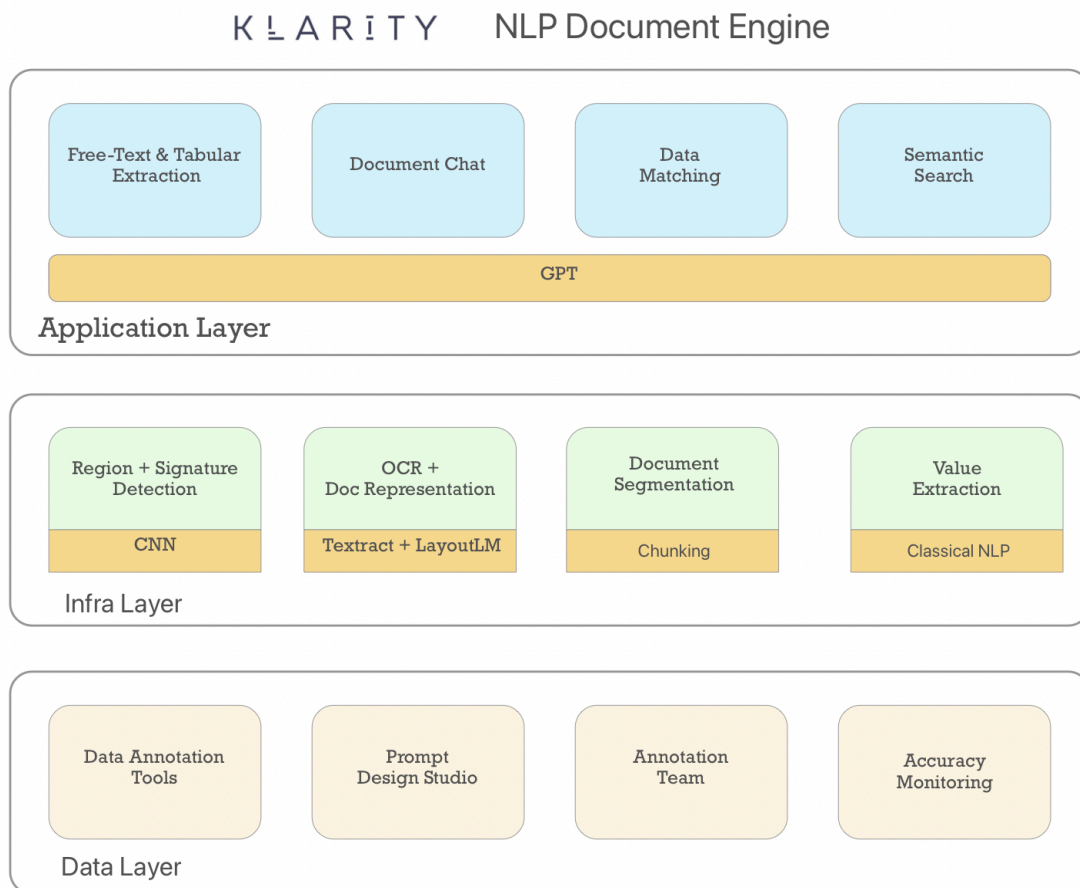 KLARITY NLP Document Engine
Free-Text & Tabular
Extraction
Document Chat
Data
Matching
Semantic
Search
GPT
Application Layer
Region + Signature
Detection
CNN
OCR +
Doc Representation
Textract + LayoutLM
Document
Segmentation
Chunking
Value
Extraction
Classical NLP
Infra Layer
Data Annotation
Tools
Prompt
Design Studio
Annotation
Team
Accuracy
Monitoring
Data Layer